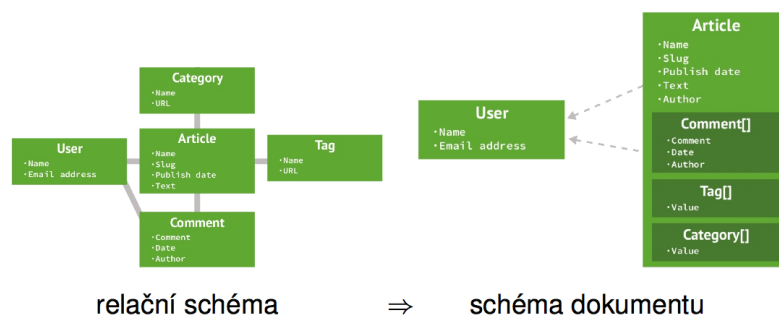 Category
·Name
·URL
User
·Name
·Email address
Article
·Name
·Slug
·Publish date
·Text
Tag
·Name
·URL
Comment
·Comment
·Date
·Author
User
·Name
·Email address
Article
·Name
·Slug
·Publish date
·Text
·Author
Comment[]
·Comment
·Date
·Author
Tag[]
·Value
Category[]
·Value
relační schéma ⇒ schéma dokumentu